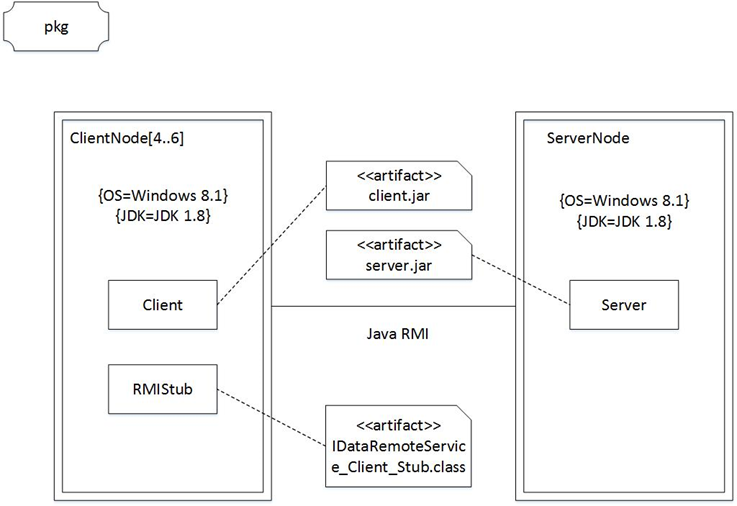 pkg
ClientNode[4..6]
{OS=Windows 8.1}
{JDK=JDK 1.8}
Client
RMIStub
<<artifact>>
client.jar
<<artifact>>
server.jar
Java RMI
<<artifact>>
IDataRemoteServic
e_Client_Stub.class
ServerNode
{OS=Windows 8.1}
{JDK=JDK 1.8}
Server